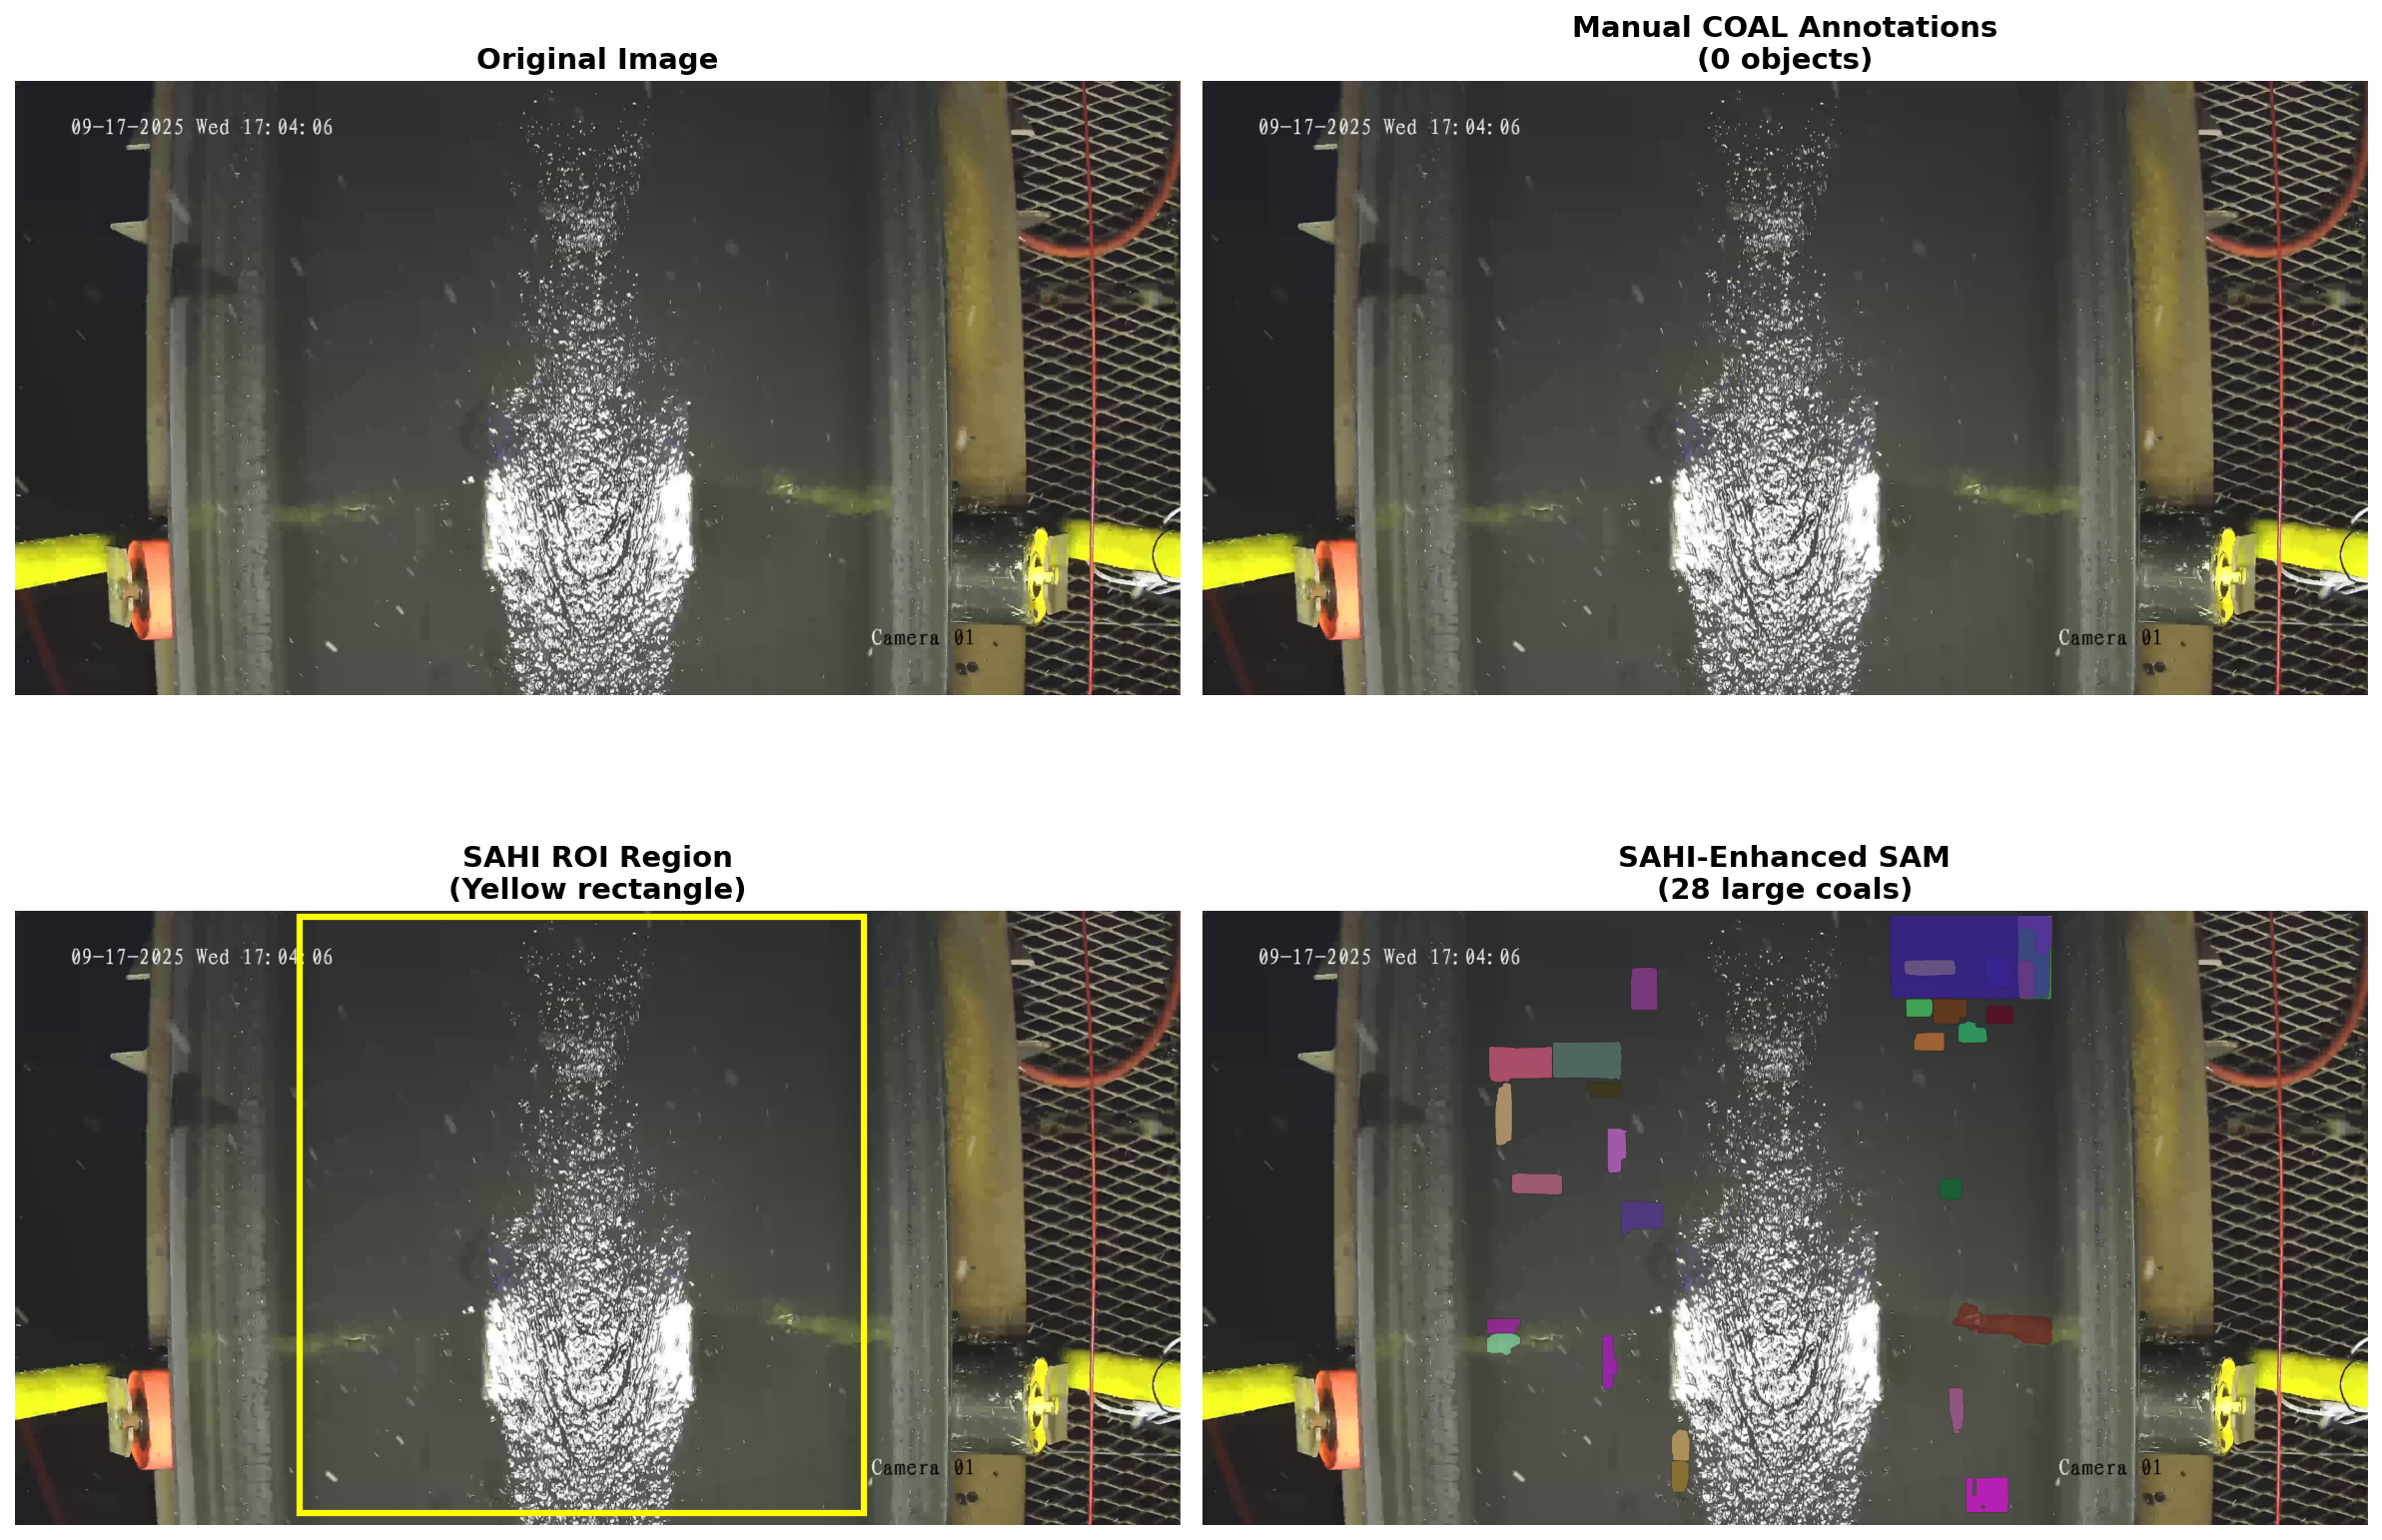 Original Image
09-17-2025 Wed 17:04:06
Camera 01
Manual COAL Annotations
(0 objects)
09-17-2025 Wed 17:04:06
Camera 01
SAHI ROI Region
(Yellow rectangle)
09-17-2025 Wed 17:04:06
Camera 01
SAHI-Enhanced SAM
(28 large coals)
09-17-2025 Wed 17:04:06
Camera 01